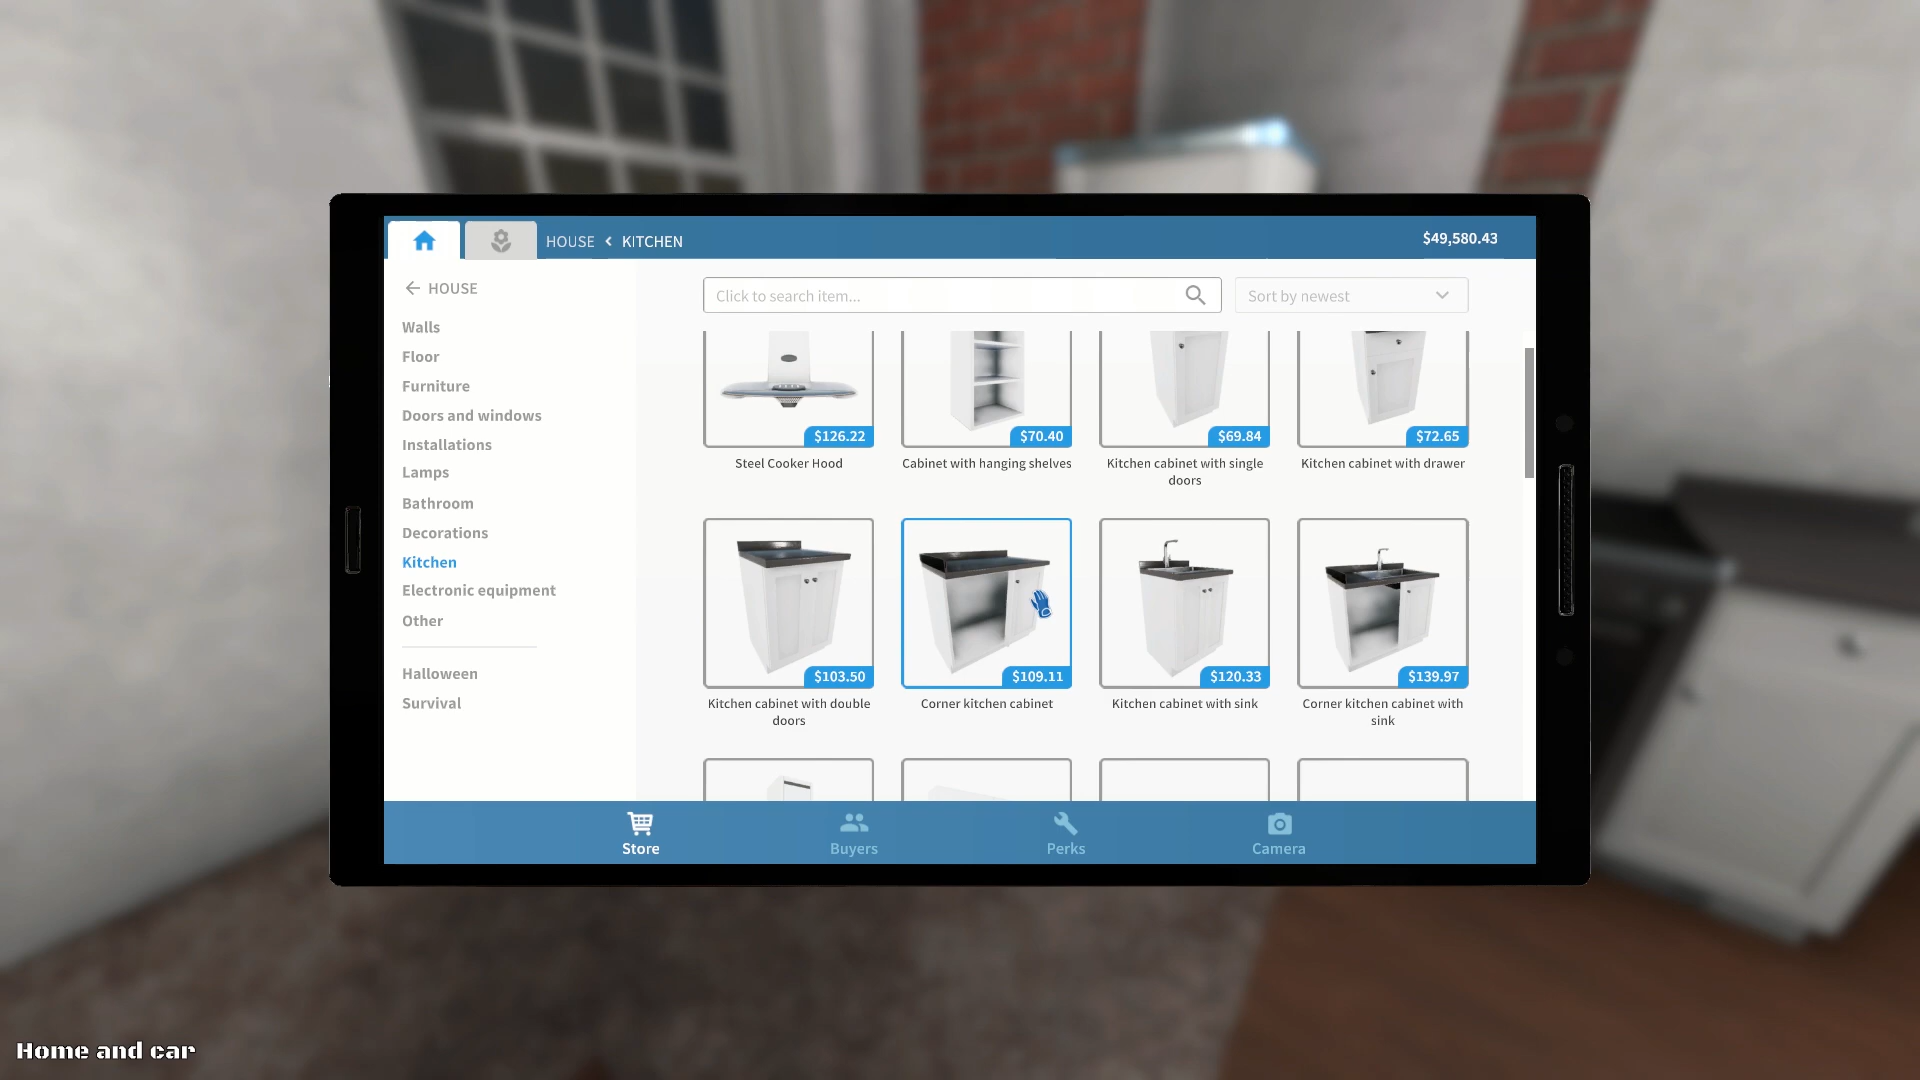 HOUSE < KITCHEN
$49,580.43
HOUSE
Click to search item...
Sort by newest
Walls
Floor
Furniture
Doors and windows
Installations
Lamps
Bathroom
Decorations
Kitchen
Electronic equipment
Other
Halloween
Survival
$126.22
$70.40
$69.84
$72.65
Steel Cooker Hood
Cabinet with hanging shelves
Kitchen cabinet with single
doors
Kitchen cabinet with drawer
$103.50
$109.11
$120.33
$139.97
Kitchen cabinet with double
doors
Corner kitchen cabinet
Kitchen cabinet with sink
Corner kitchen cabinet with
sink
Store
Buyers
Perks
Camera
Home and car